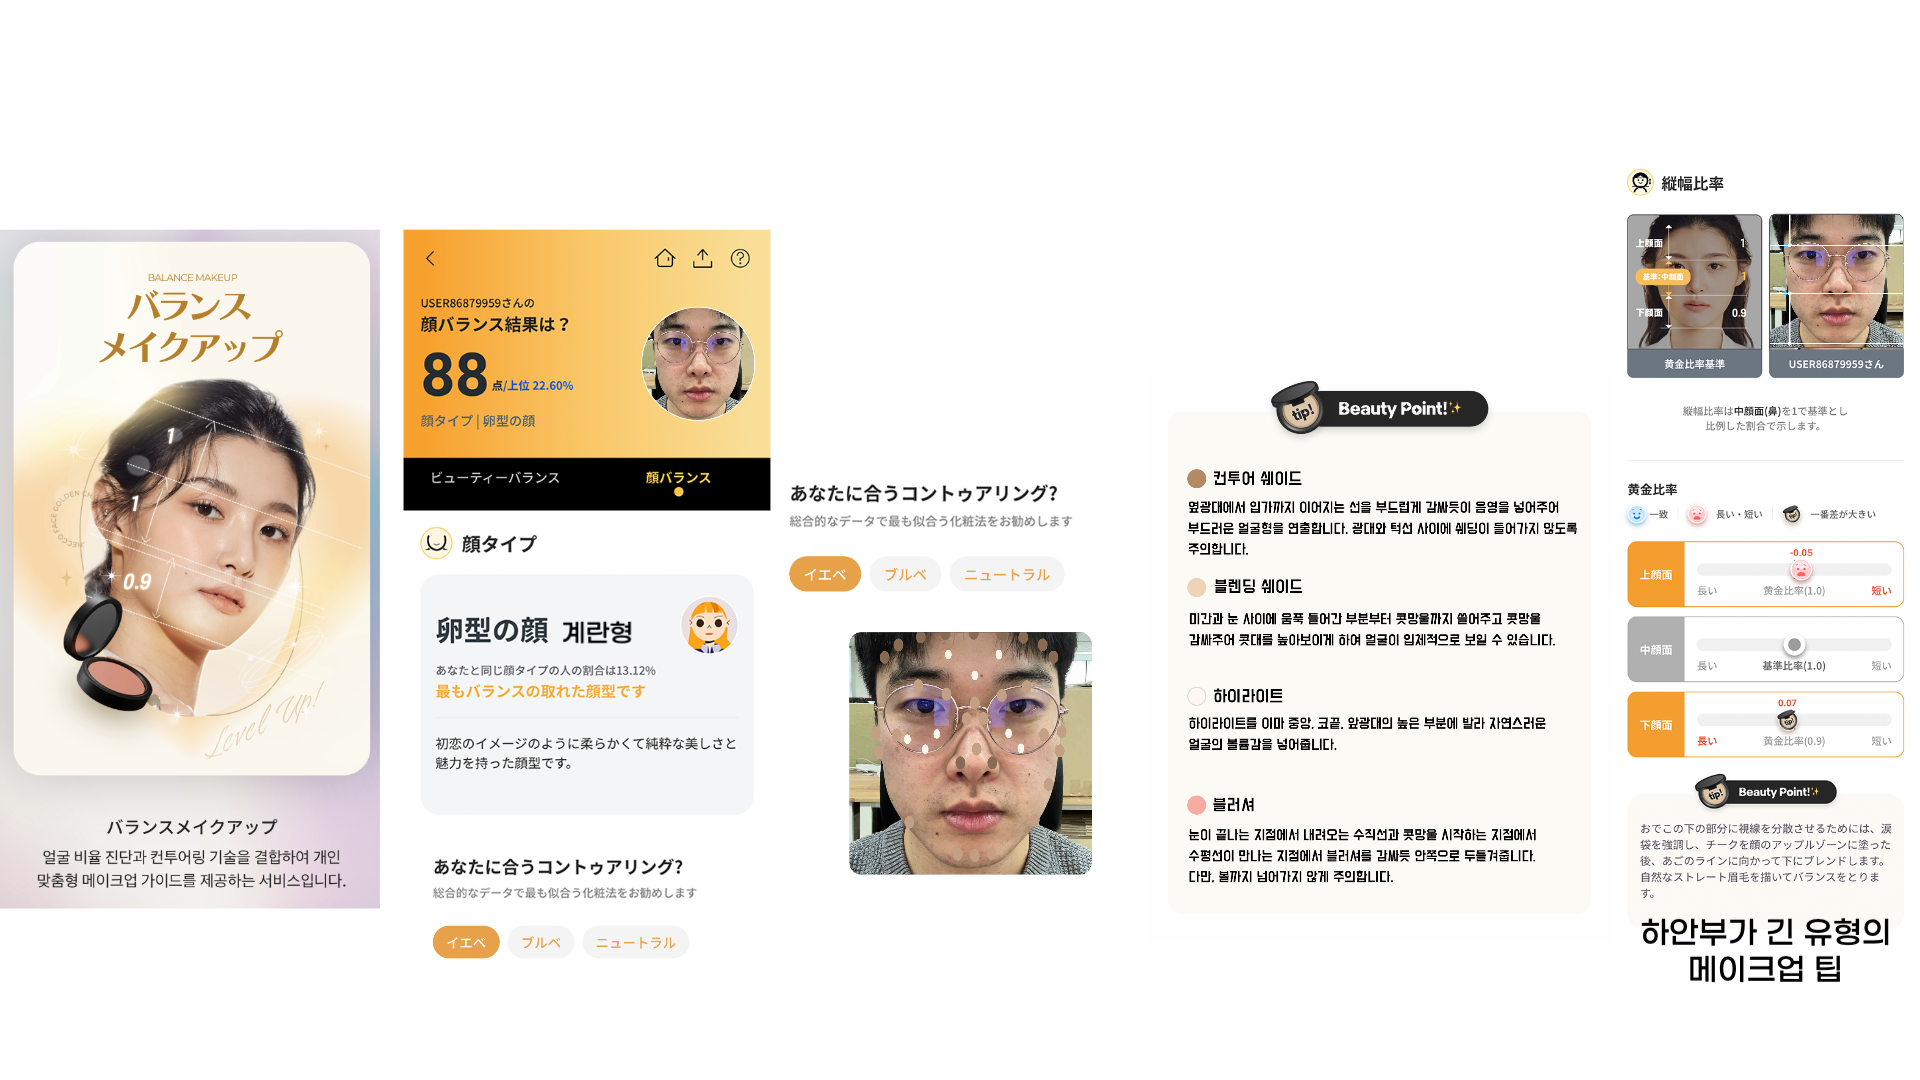 BALANCE MAKEUP
バランス
メイクアップ
1
1
0.9
Level Up!
バランスメイクアップ
얼굴 비율 진단과 컨투어링 기술을 결합하여 개인
맞춤형 메이크업 가이드를 제공하는 서비스입니다.
USER86879959さんの
顔バランス結果は？
88点/上位 22.60%
顔タイプ | 卵型の顔
ビューティーバランス
顔バランス
顔タイプ
卵型の顔 계란형
あなたと同じ顔タイプの人の割合は13.12%
最もバランスの取れた顔型です
初恋のイメージのように柔らかくて純粋な美しさと
魅力を持った顔型です。
あなたに合うコントゥアリング?
総合的なデータで最も似合う化粧法をお勧めします
イエベ
ブルベ
ニュートラル
あなたに合うコントゥアリング?
総合的なデータで最も似合う化粧法をお勧めします
イエベ
ブルベ
ニュートラル
tip!
Beauty Point!
컨투어 쉐이드
옆광대에서 입가까지 이어지는 선을 부드럽게 감싸듯이 음영을 넣어주어
부드러운 얼굴형을 연출합니다. 광대와 턱선 사이에 쉐딩이 들어가지 않도록
주의합니다.
블렌딩 쉐이드
미간과 눈 사이에 움푹 들어간 부분부터 콧망울까지 쓸어주고 콧망울
감싸주어 콧대를 높아보이게 하여 얼굴이 입체적으로 보일 수 있습니다.
하이라이트
하이라이트를 이마 중앙, 코끝, 앞광대의 높은 부분에 발라 자연스러운
얼굴의 볼륨감을 넣어줍니다.
블러셔
눈이 끝나는 지점에서 내려오는 수직선과 콧망울 시작하는 지점에서
수평선이 만나는 지점에서 블러셔를 감싸듯 안쪽으로 두들겨줍니다.
다만, 볼까지 넘어가지 않게 주의합니다.
縦幅比率
上顔面
1
基準:中顔面
1
下顔面
0.9
黄金比率基準
USER86879959さん
縦幅比率は中顔面(鼻)を1で基準とし
比例した割合で示します。
黄金比率
一致
長い・短い
一番差が大きい
上顔面
-0.05
長い
黄金比率(1.0)
短い
中顔面
長い
基準比率(1.0)
短い
下顔面
0.07
長い
黄金比率(0.9)
短い
tip!
Beauty Point!
おでこの下の部分に視線を分散させるためには、涙
袋を強調し、チークを顔のアップルゾーンに塗った
後、あごのラインに向かって下にブレンドします。
自然なストレート眉毛を描いてバランスをとりま
す。
하안부가 긴 유형의
메이크업 팁